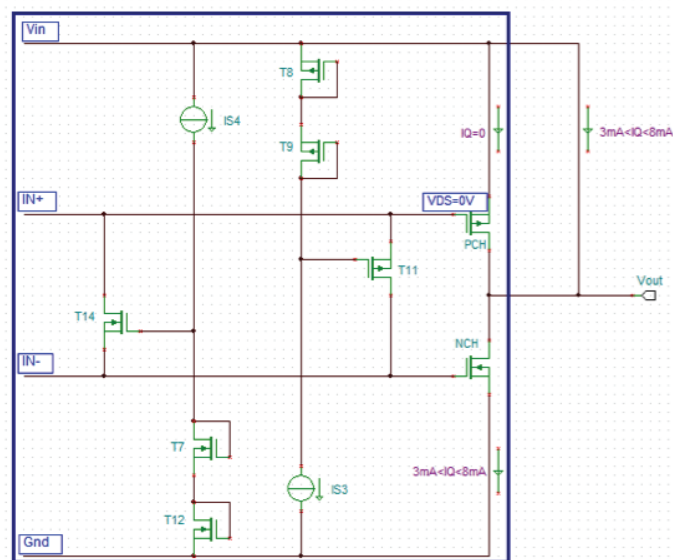 Vin
T8
IS4
IQ=0
3mA<IQ<8mA
T9
IN+
VDS=0V
PCH
T11
Vout
T14
NCH
IN-
T7
3mA<IQ<8mA
IS3
T12
Gnd